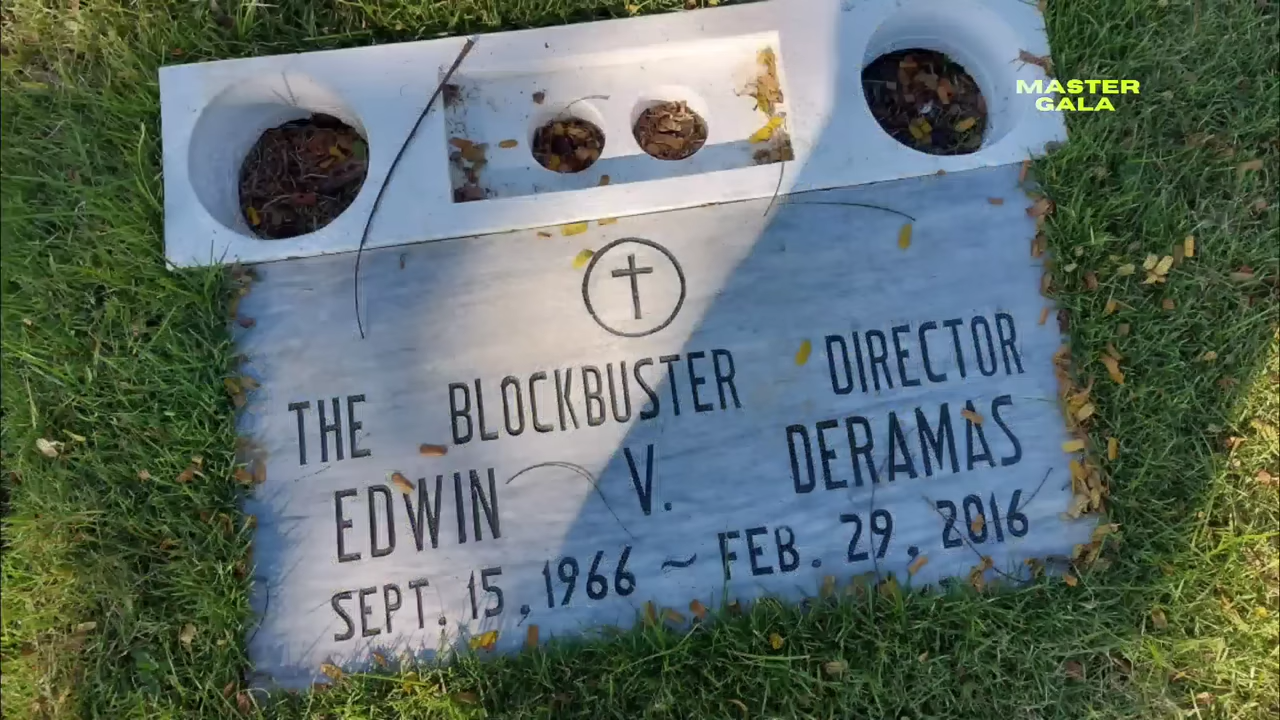 MASTER
GALA
THE BLOCKBUSTER DIRECTOR
EDWIN V. DERAMAS
SEPT. 15, 1966 ~ FEB. 29, 2016